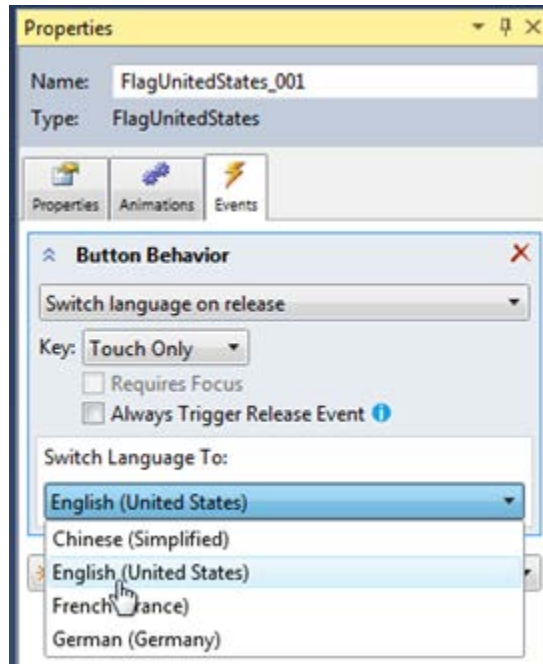 Properties
Name: FlagUnitedStates_001
Type: FlagUnitedStates
Properties Animations Events
Button Behavior
Switch language on release
Key: Touch Only
Requires Focus
Always Trigger Release Event
Switch Language To:
English (United States)
Chinese (Simplified)
English (United States)
French rance)
German (Germany)